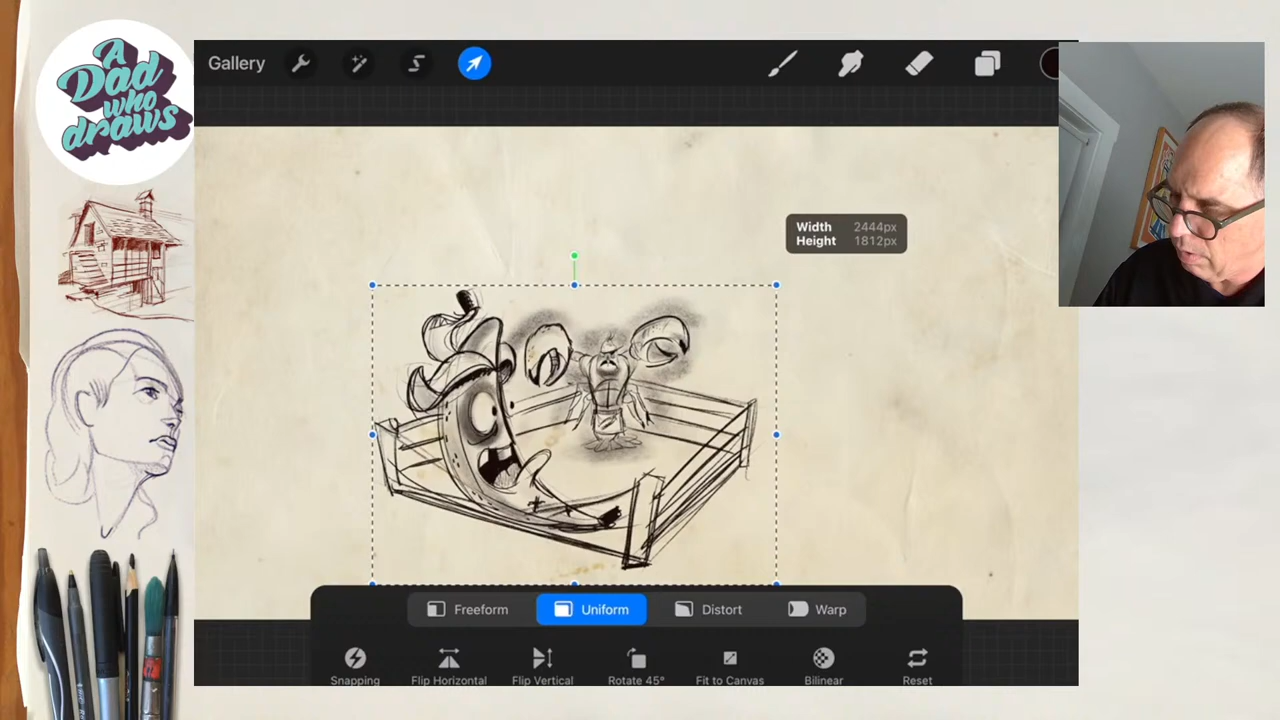 A
Dad
who
draws
Gallery
Width 2444px
Height 1812px
Freeform
Uniform
Distort
Warp
Snapping
Flip Horizontal
Flip Vertical
Rotate 45°
Fit to Canvas
Bilinear
Reset